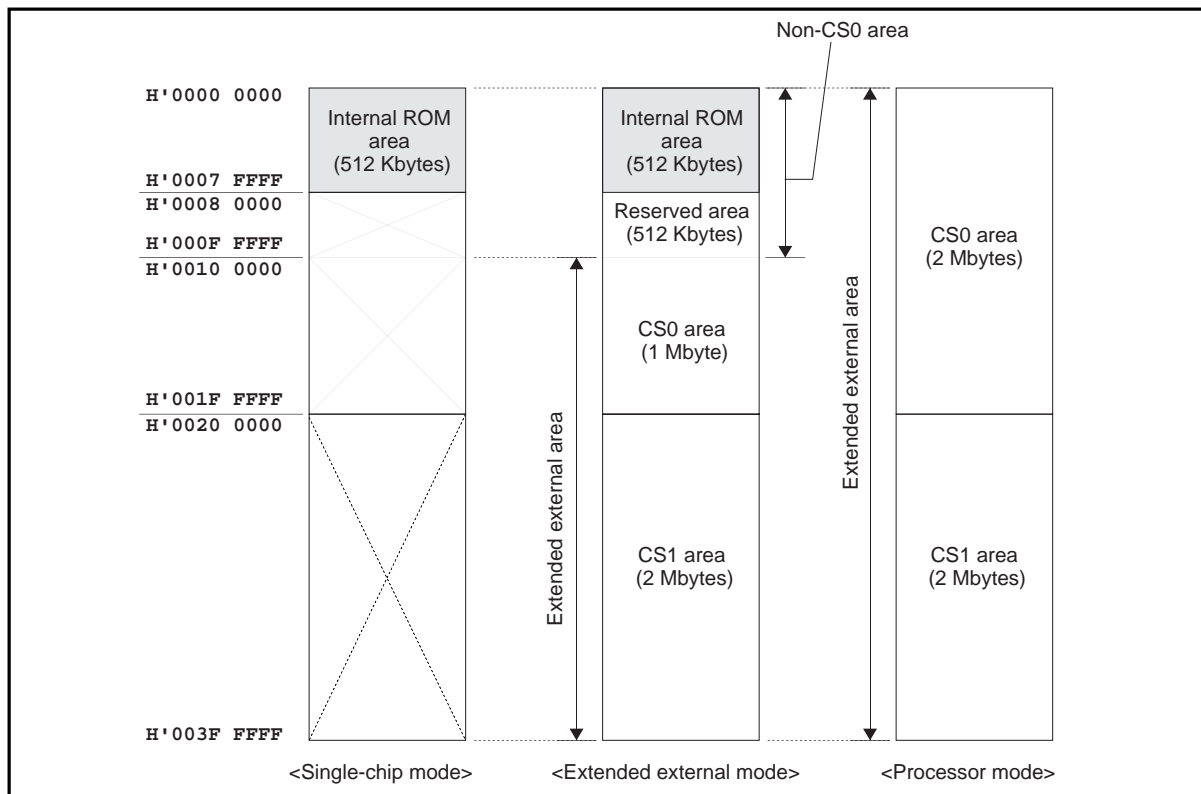 Non-CS0 area
H'0000 0000
H'0007 FFFF
H'0008 0000
H'000F FFFF
H'0010 0000
H'001F FFFF
H'0020 0000
H'003F FFFF
Internal ROM
area
(512 Kbytes)
<Single-chip mode>
Extended external area
Internal ROM
area
(512 Kbytes)
Reserved area
(512 Kbytes)
CS0 area
(1 Mbyte)
CS1 area
(2 Mbytes)
<Extended external mode>
Extended external area
CS0 area
(2 Mbytes)
CS1 area
(2 Mbytes)
<Processor mode>